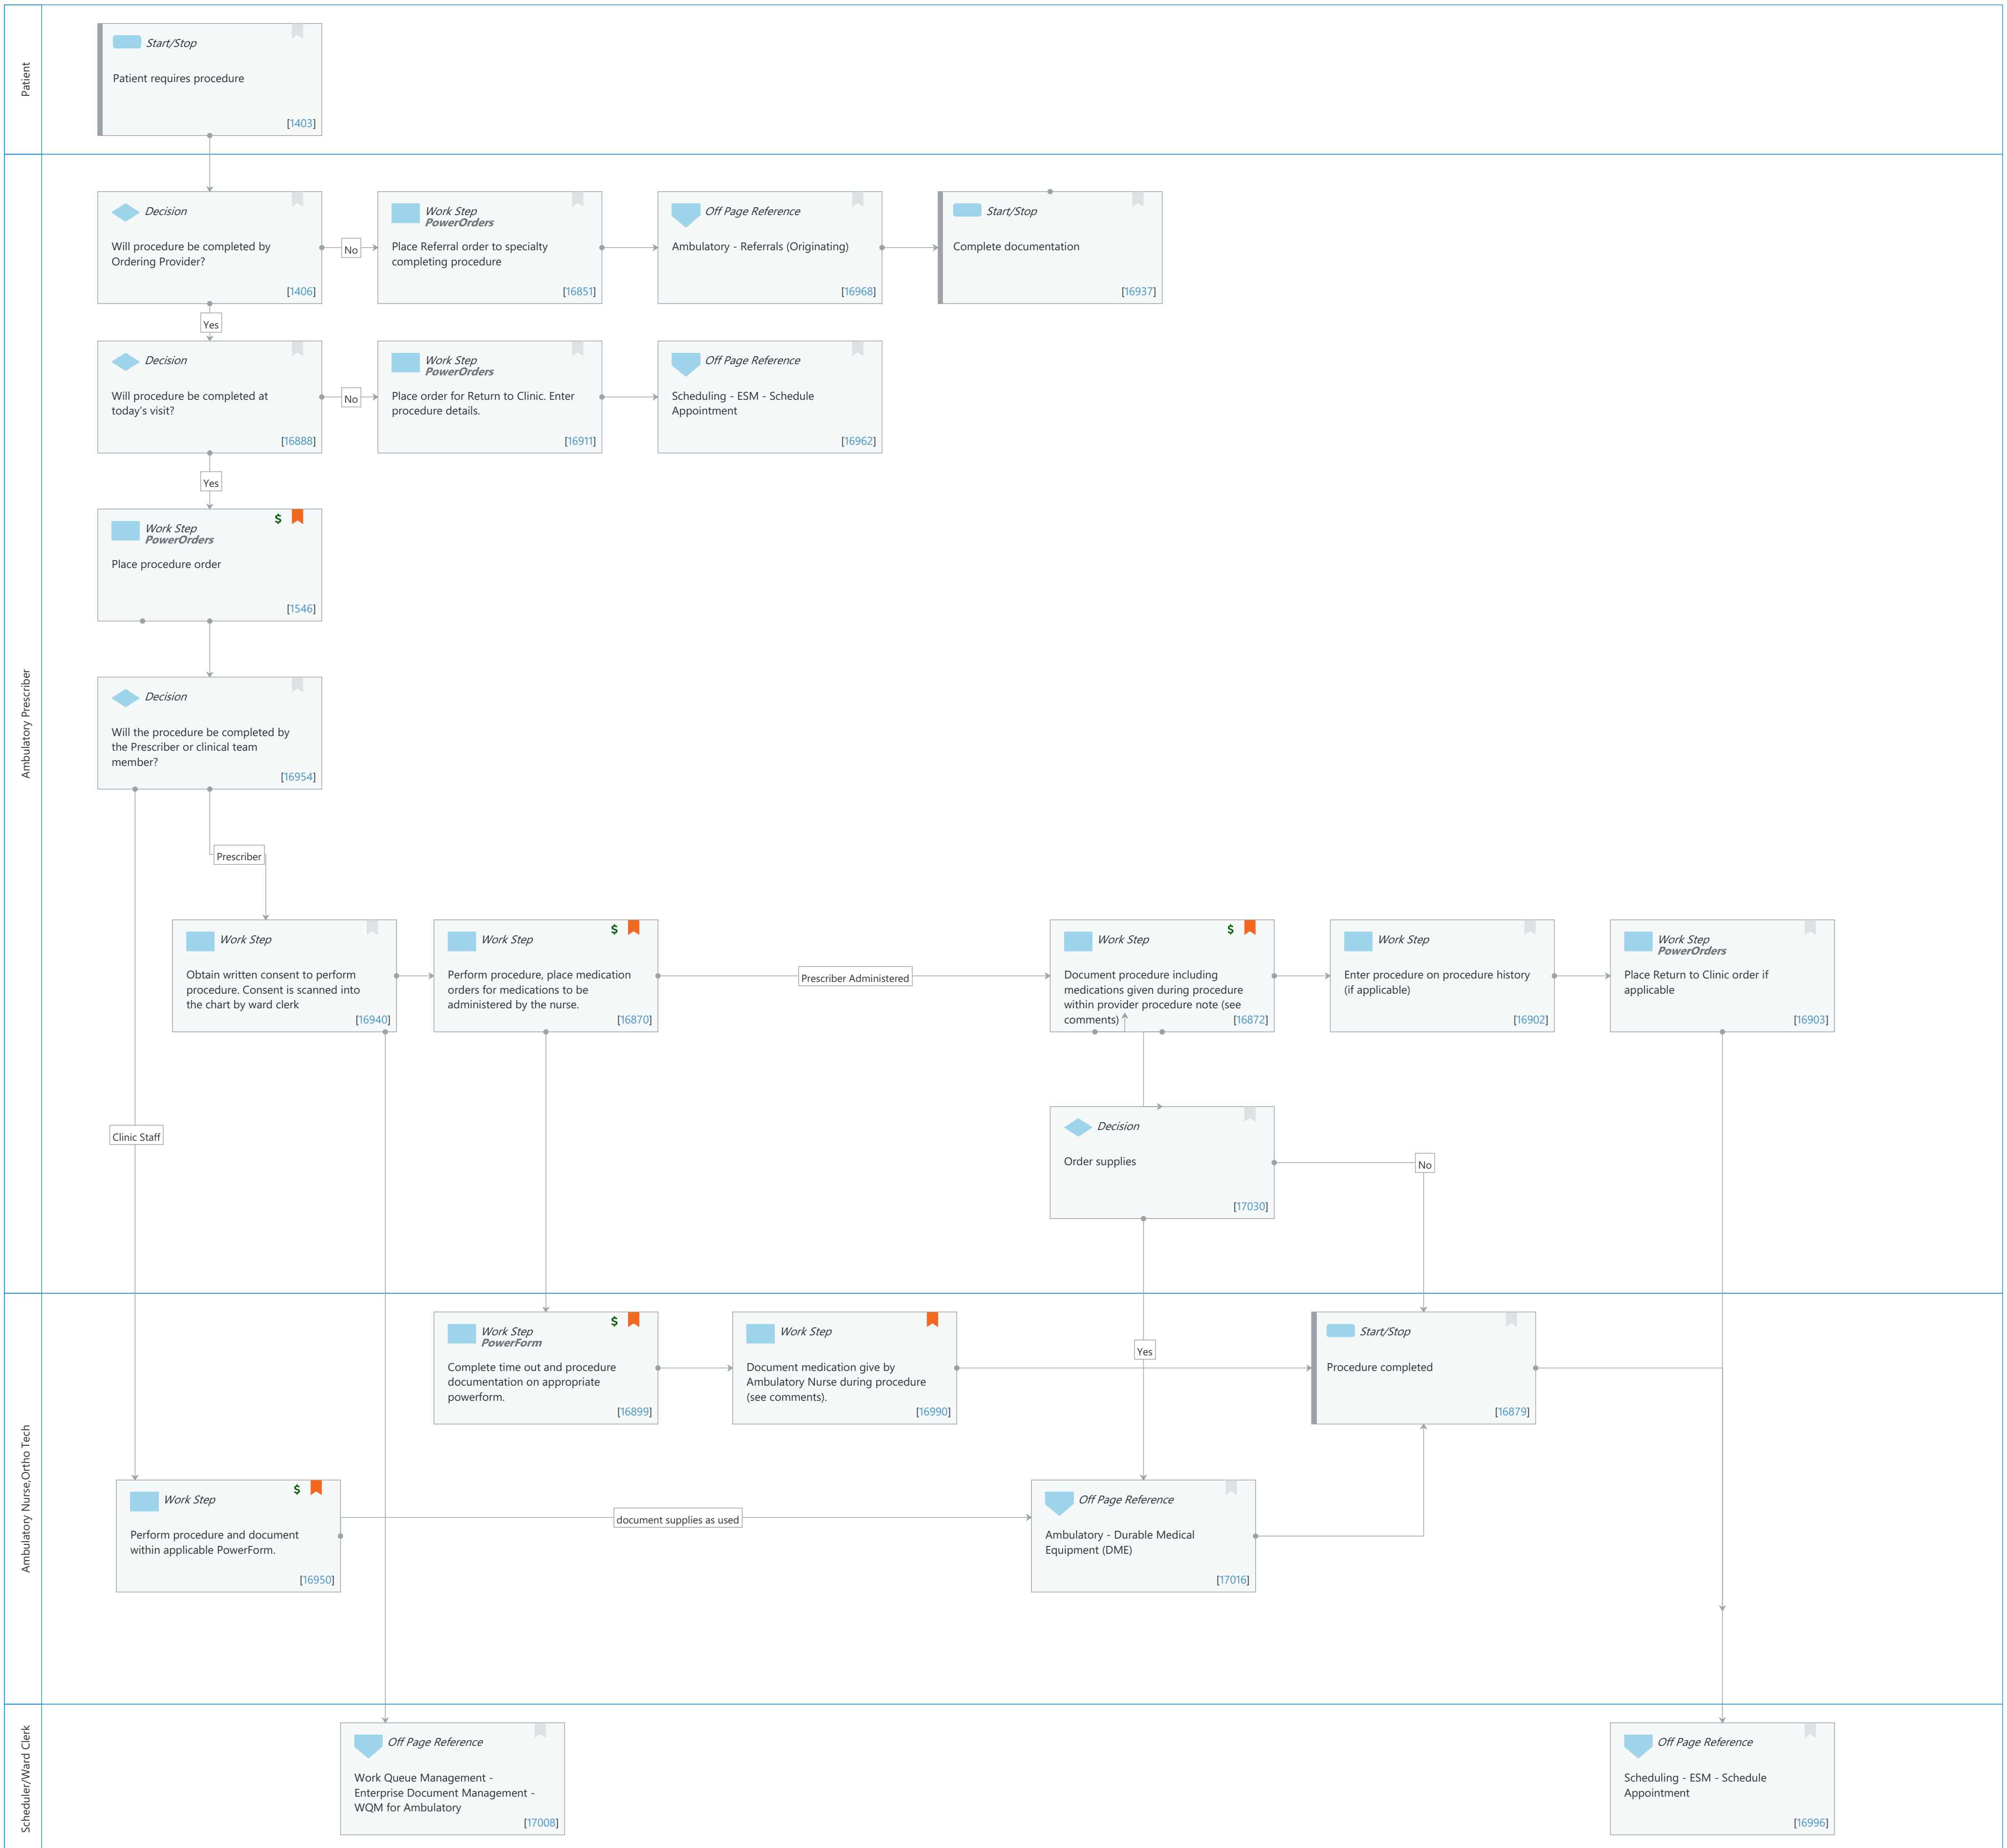 Patient
Start/Stop
Patient requires procedure
[1403]
Ambulatory Prescriber
Decision
Will procedure be completed by
Ordering Provider?
[1406]
No
Work Step
PowerOrders
Place Referral order to specialty
completing procedure
[16851]
Off Page Reference
Ambulatory - Referrals (Originating)
[16968]
Start/Stop
Complete documentation
[16937]
Yes
Decision
Will procedure be completed at
today's visit?
[16888]
No
Work Step
PowerOrders
Place order for Return to Clinic. Enter
procedure details.
[16911]
Off Page Reference
Scheduling - ESM - Schedule
Appointment
[16962]
Yes
$
Work Step
PowerOrders
Place procedure order
[1546]
Decision
Will the procedure be completed by
the Prescriber or clinical team
member?
[16954]
Prescriber
Work Step
Obtain written consent to perform
procedure. Consent is scanned into
the chart by ward clerk
[16940]
$
Work Step
Perform procedure, place medication
orders for medications to be
administered by the nurse.
[16870]
Prescriber Administered
$
Work Step
Document procedure including
medications given during procedure
within provider procedure note (see
comments)
[16872]
Work Step
Enter procedure on procedure history
(if applicable)
[16902]
Work Step
PowerOrders
Place Return to Clinic order if
applicable
[16903]
Clinic Staff
Decision
Order supplies
[17030]
No
Ambulatory Nurse,Ortho Tech
$
Work Step
PowerForm
Complete time out and procedure
documentation on appropriate
powerform.
[16899]
Work Step
Document medication give by
Ambulatory Nurse during procedure
(see comments).
[16990]
Yes
Start/Stop
Procedure completed
[16879]
$
Work Step
Perform procedure and document
within applicable PowerForm.
[16950]
document supplies as used
Off Page Reference
Ambulatory - Durable Medical
Equipment (DME)
[17016]
Scheduler/Ward Clerk
Off Page Reference
Work Queue Management -
Enterprise Document Management -
WQM for Ambulatory
[17008]
Off Page Reference
Scheduling - ESM - Schedule
Appointment
[16996]